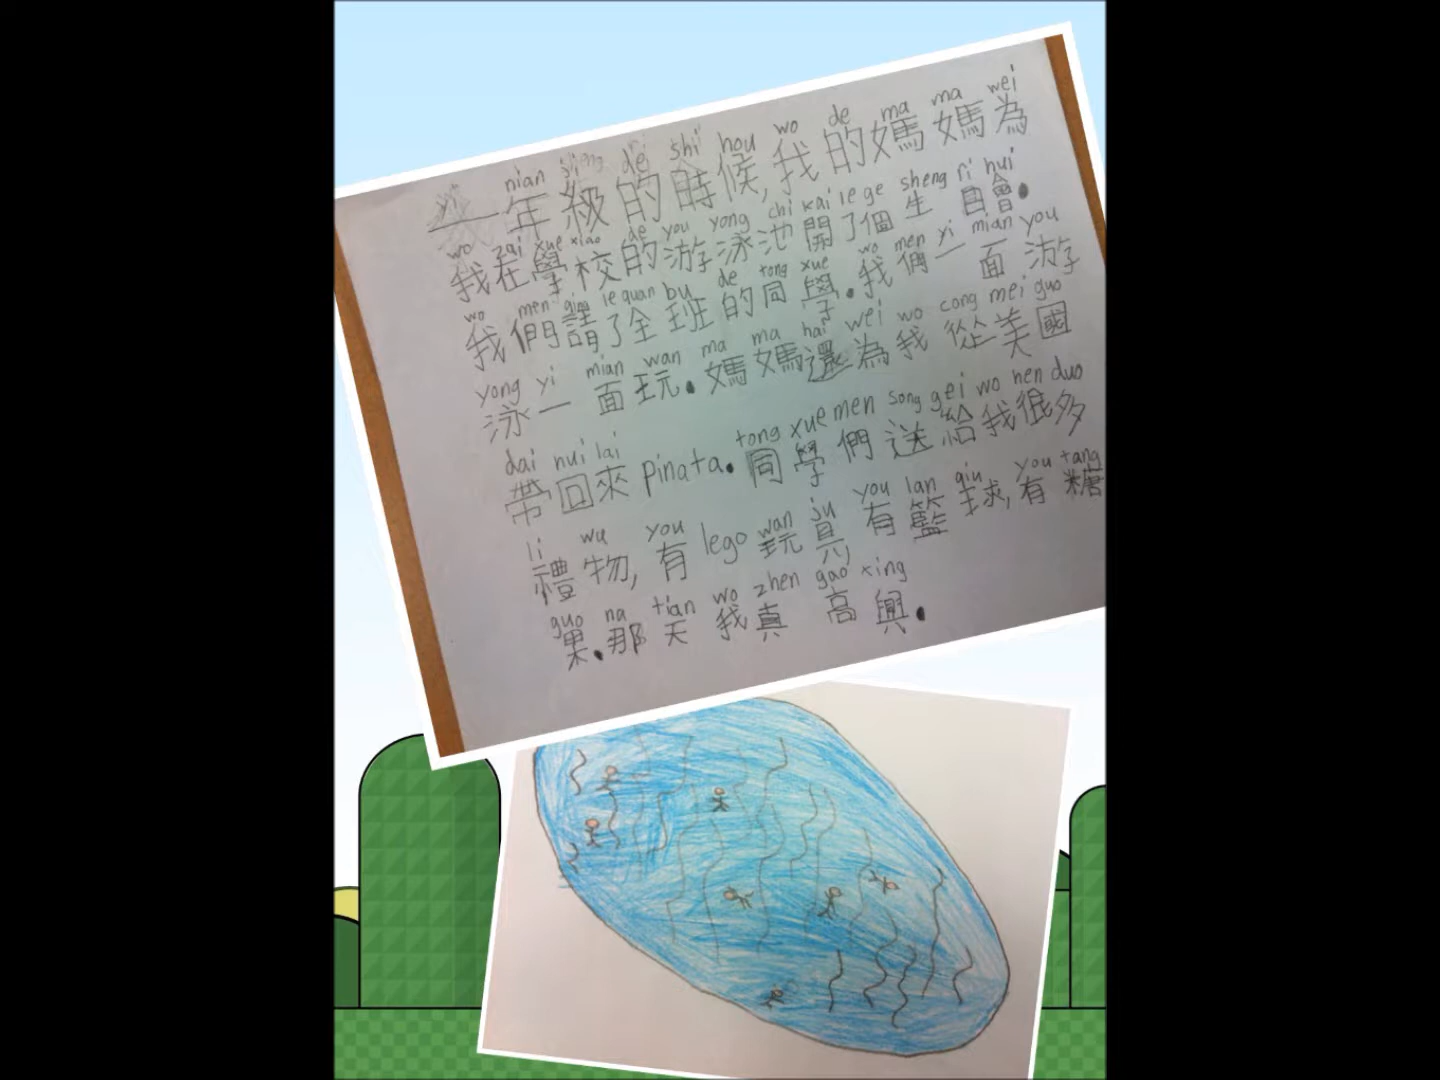 yi nian ji de shi hou wo de ma ma wei
一年級的時候,我的媽媽為
wo zai xue xiao de you yong chi kai le ge sheng ri hui
我在學校的游泳池開了個生日會.
wo men qing le quan bu de tong xue wo men yi mian you
我們請了全班的同學.我們一面游
yong yi mian wan ma ma hai wei wo cong mei guo
泳一面玩.媽媽還為我從美國
dai hui lai tong xue men song gei wo hen duo
帶回來pinata.同學們送給我很多
li wu you wan ju you lan qiu you tang
禮物,有lego玩具有籃球,有糖
guo na tian wo zhen gao xing
果.那天我真高興.